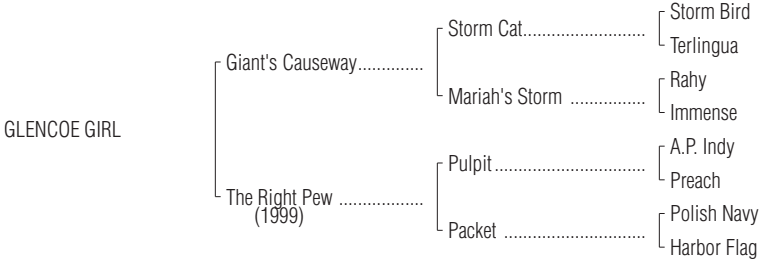 Storm Bird
Storm Cat..........................
Terlingua
Giant's Causeway..............
Rahy
Mariah's Storm ................
Immense
GLENCOE GIRL
A.P. Indy
Pulpit................................
Preach
The Right Pew ..................
(1999)
Polish Navy
Packet ..............................
Harbor Flag